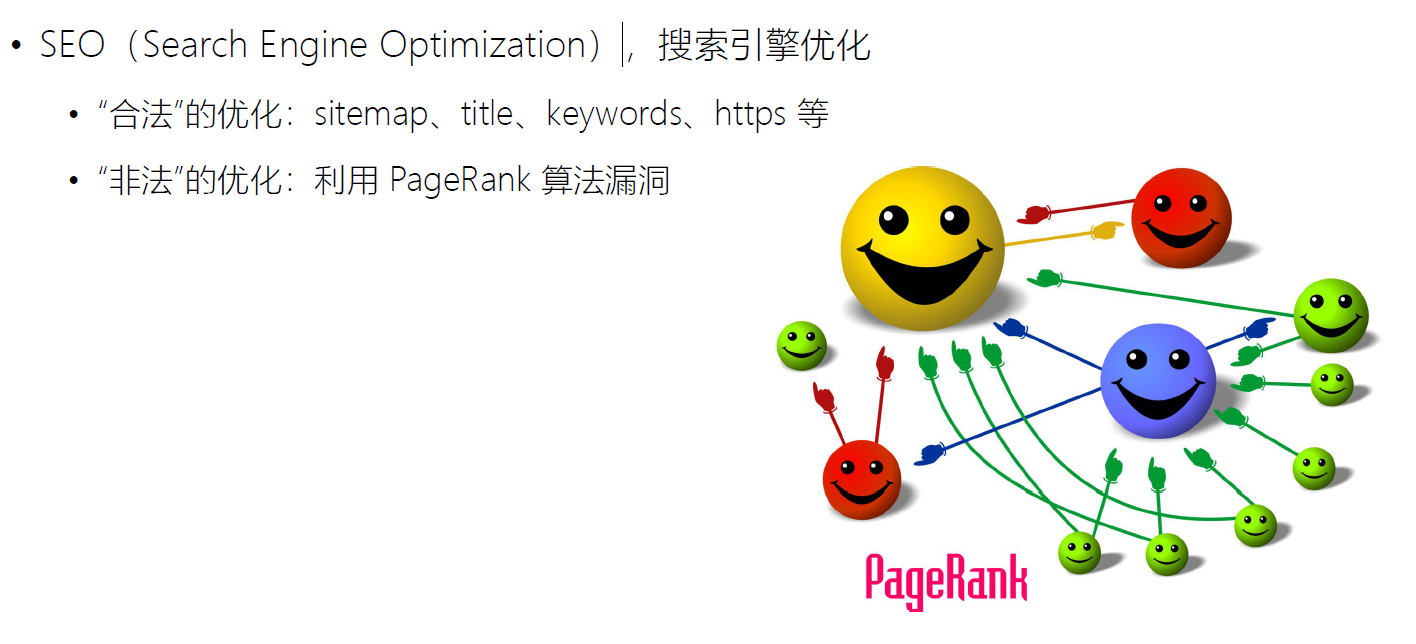 • SEO（Search Engine Optimization），搜索引擎优化
• “合法”的优化：sitemap、title、keywords、https 等
• “非法”的优化：利用 PageRank 算法漏洞
PageRank